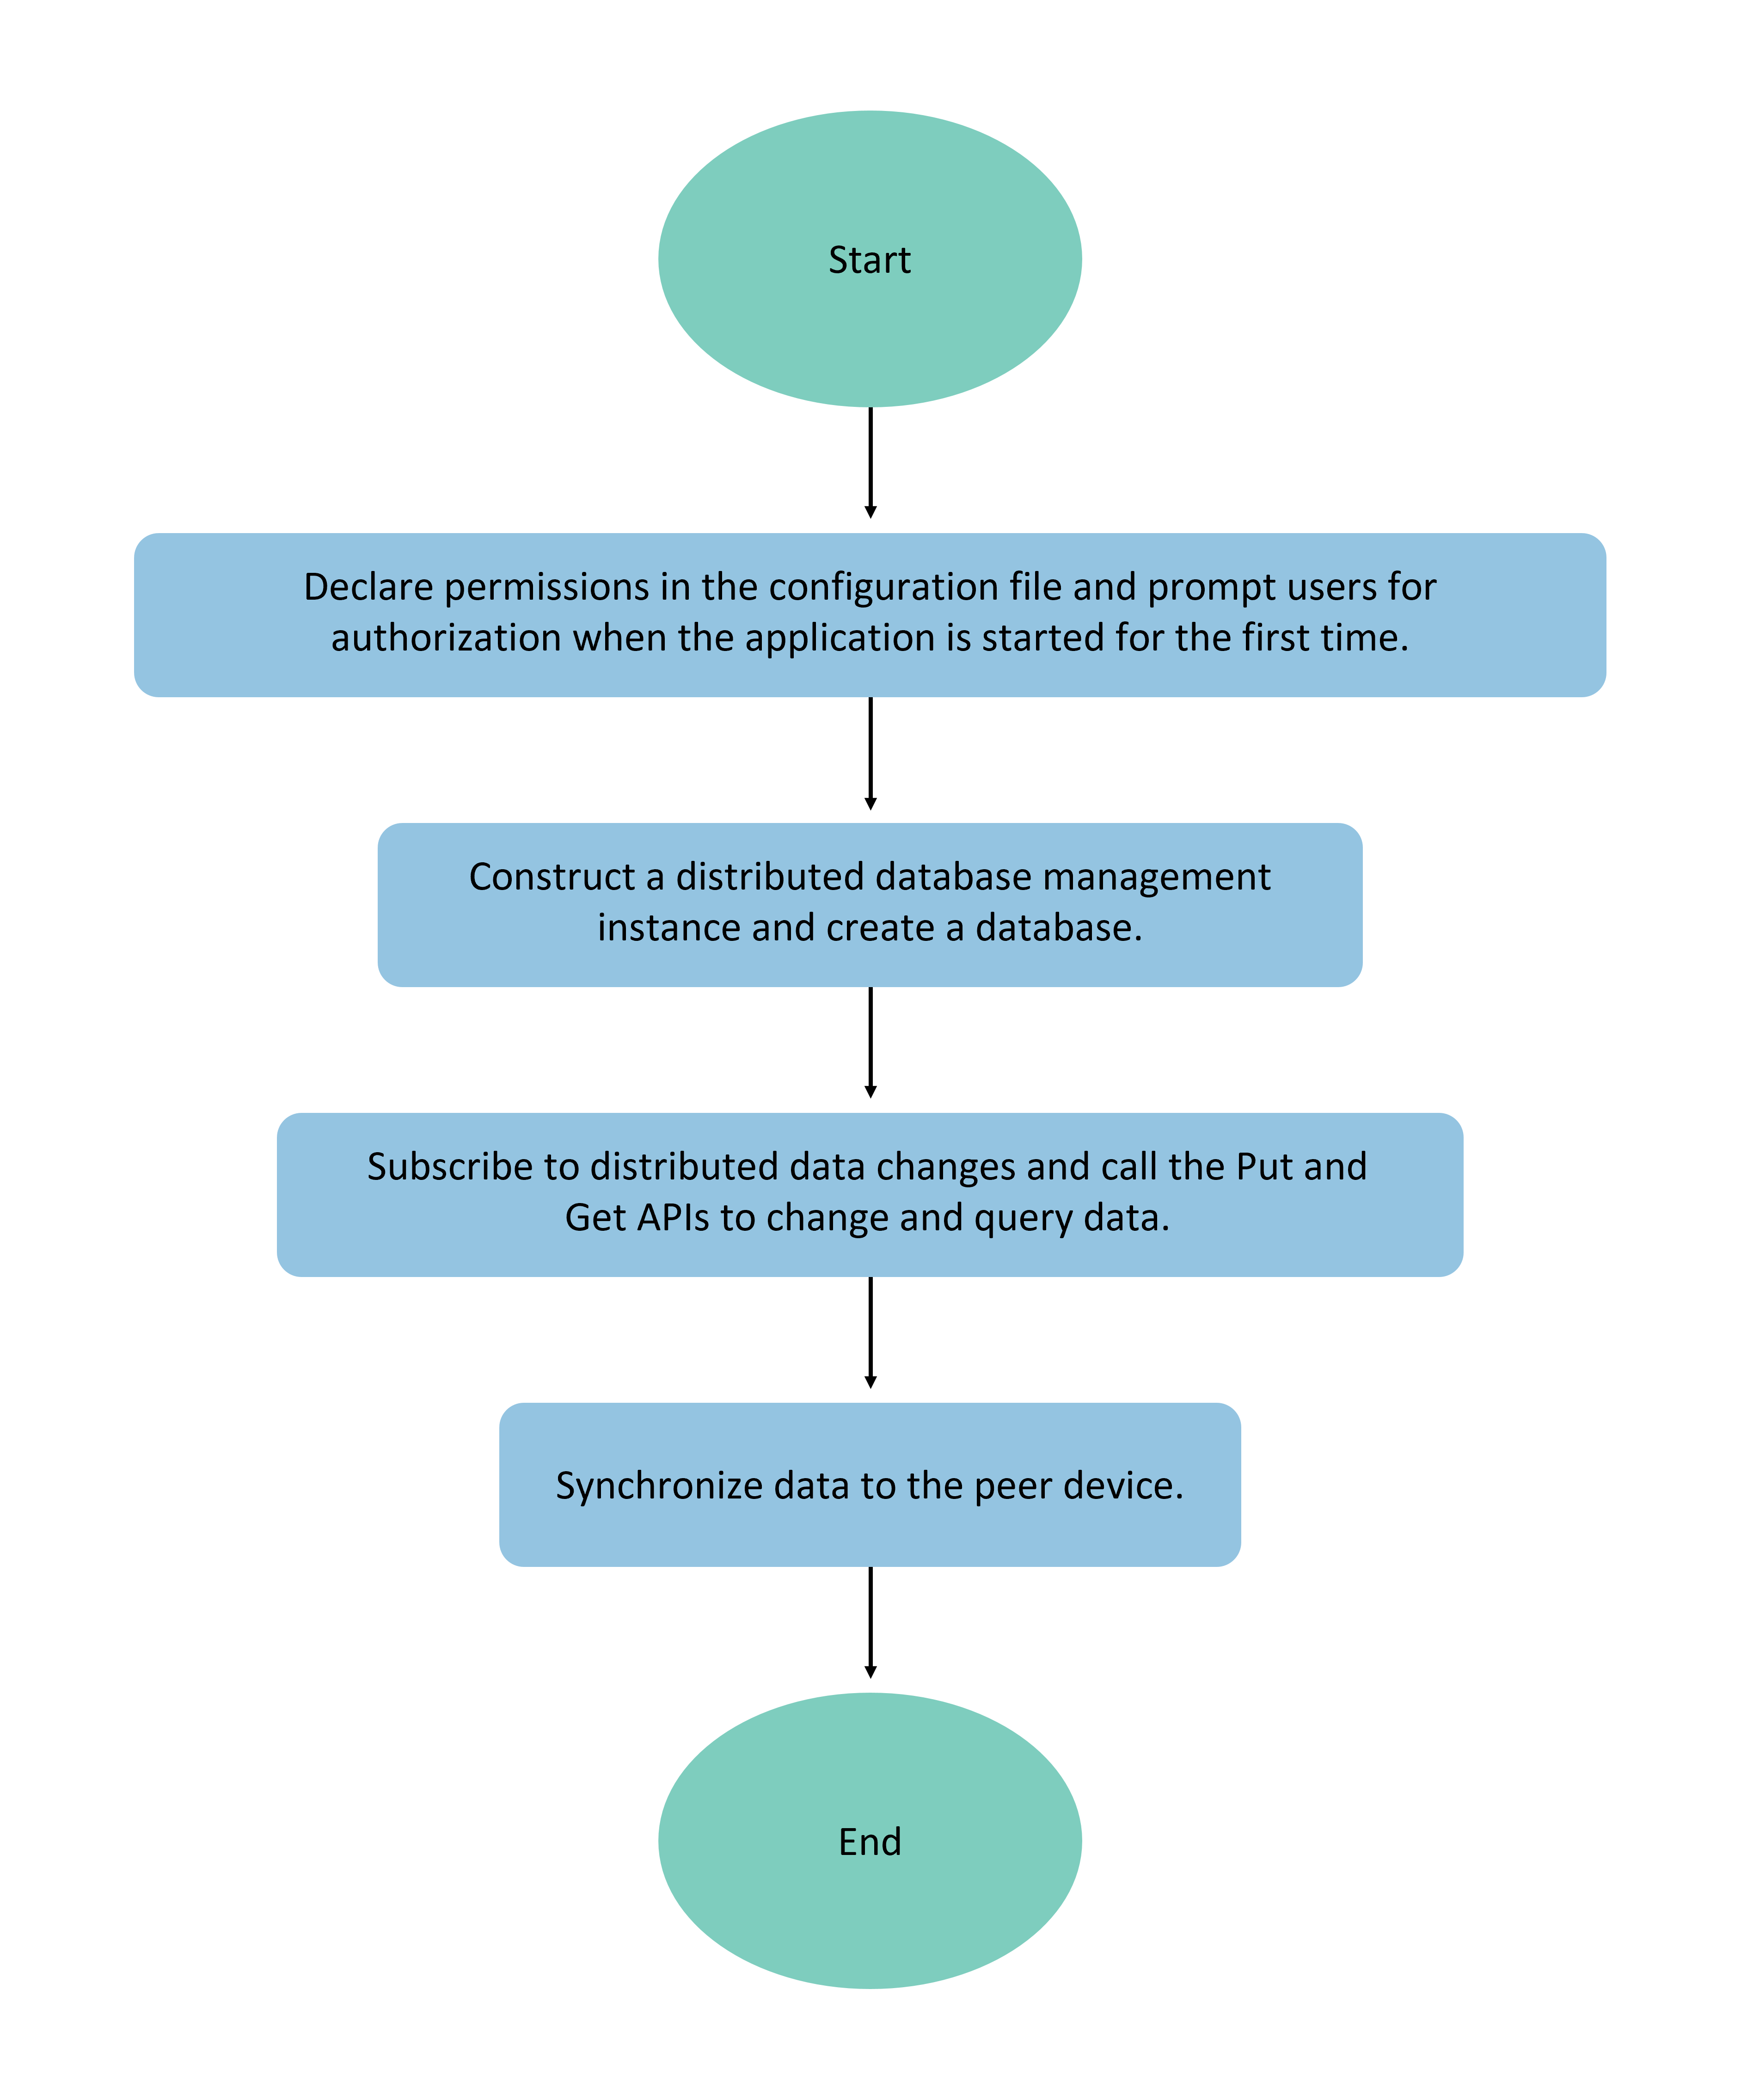 Start
Declare permissions in the configuration file and prompt users for
authorization when the application is started for the first time.
Construct a distributed database management
instance and create a database.
Subscribe to distributed data changes and call the Put and
Get APIs to change and query data.
Synchronize data to the peer device.
End